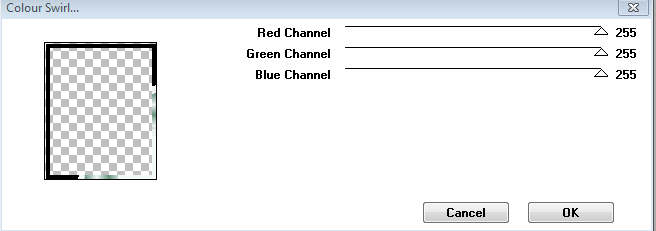 Colour Swirl...
Red Channel 255
Green Channel 255
Blue Channel 255
Cancel OK